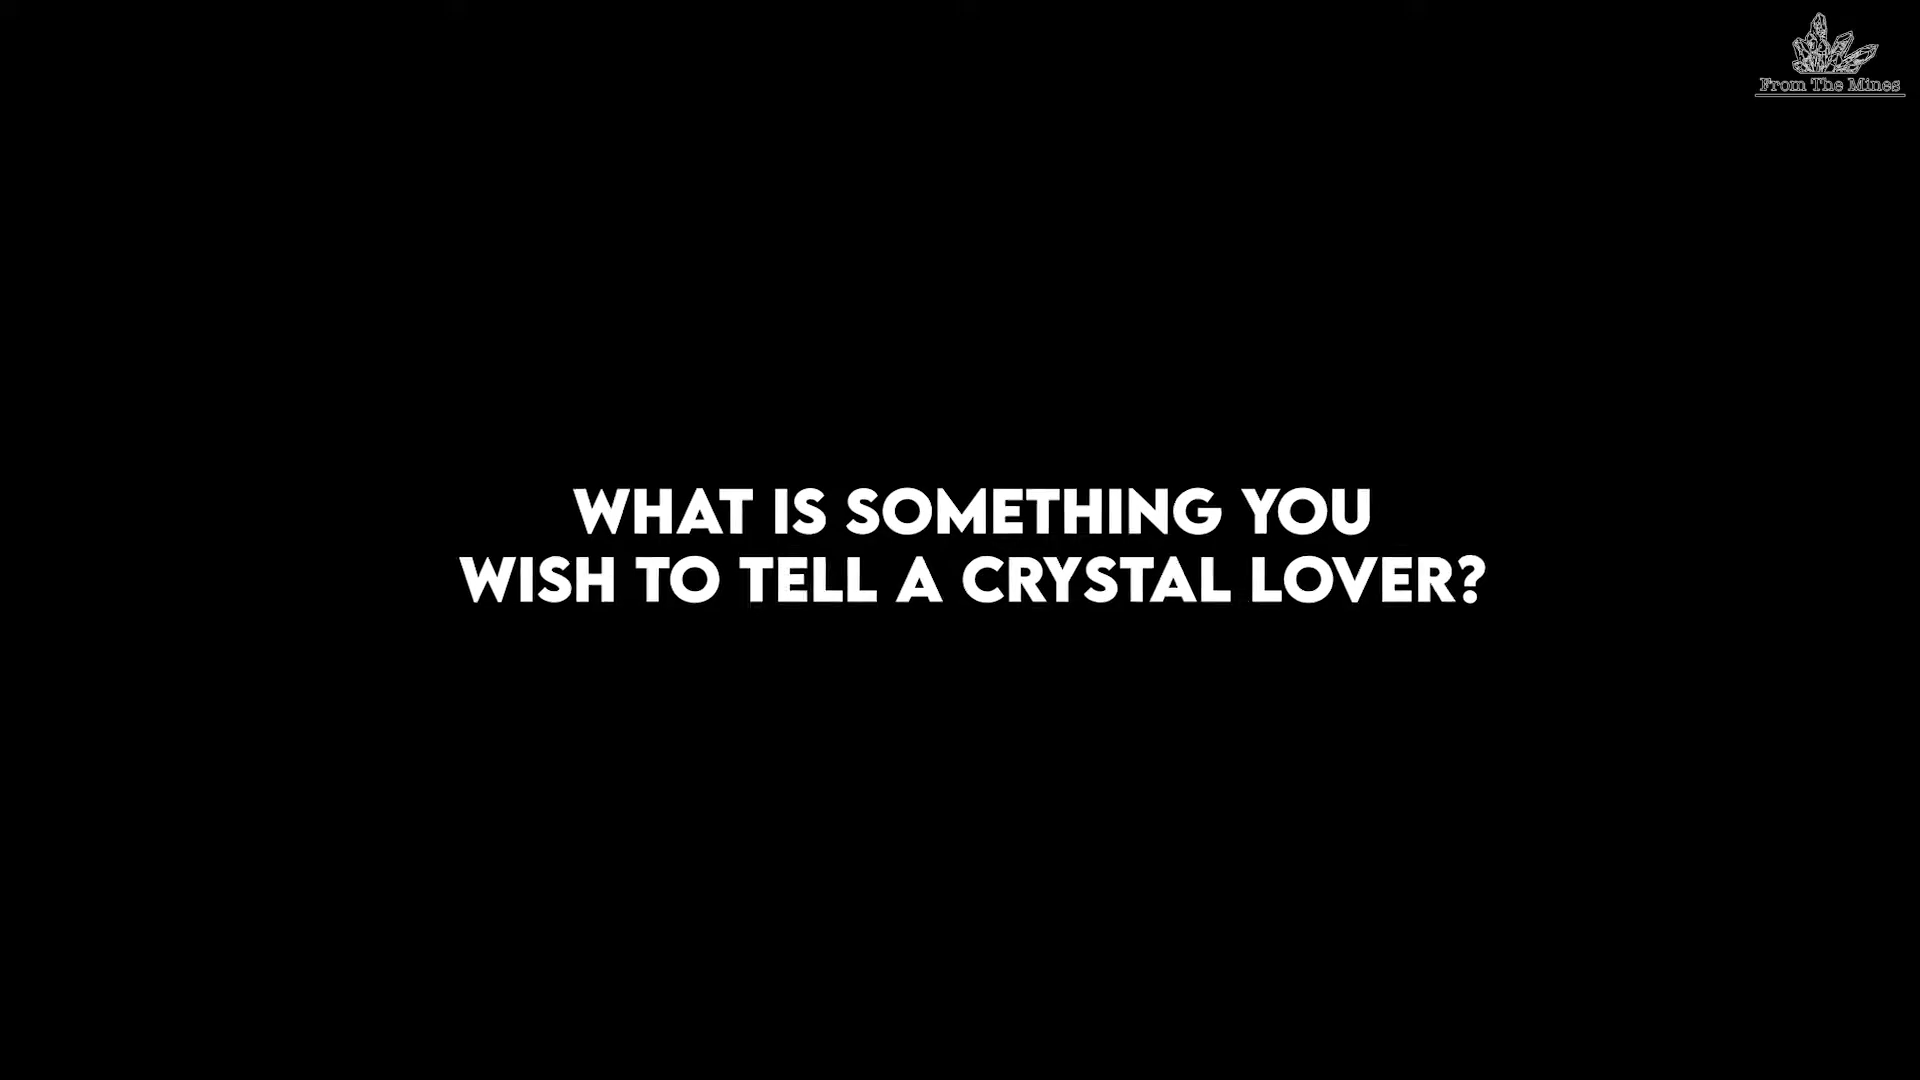 From The Mines
WHAT IS SOMETHING YOU
WISH TO TELL A CRYSTAL LOVER?